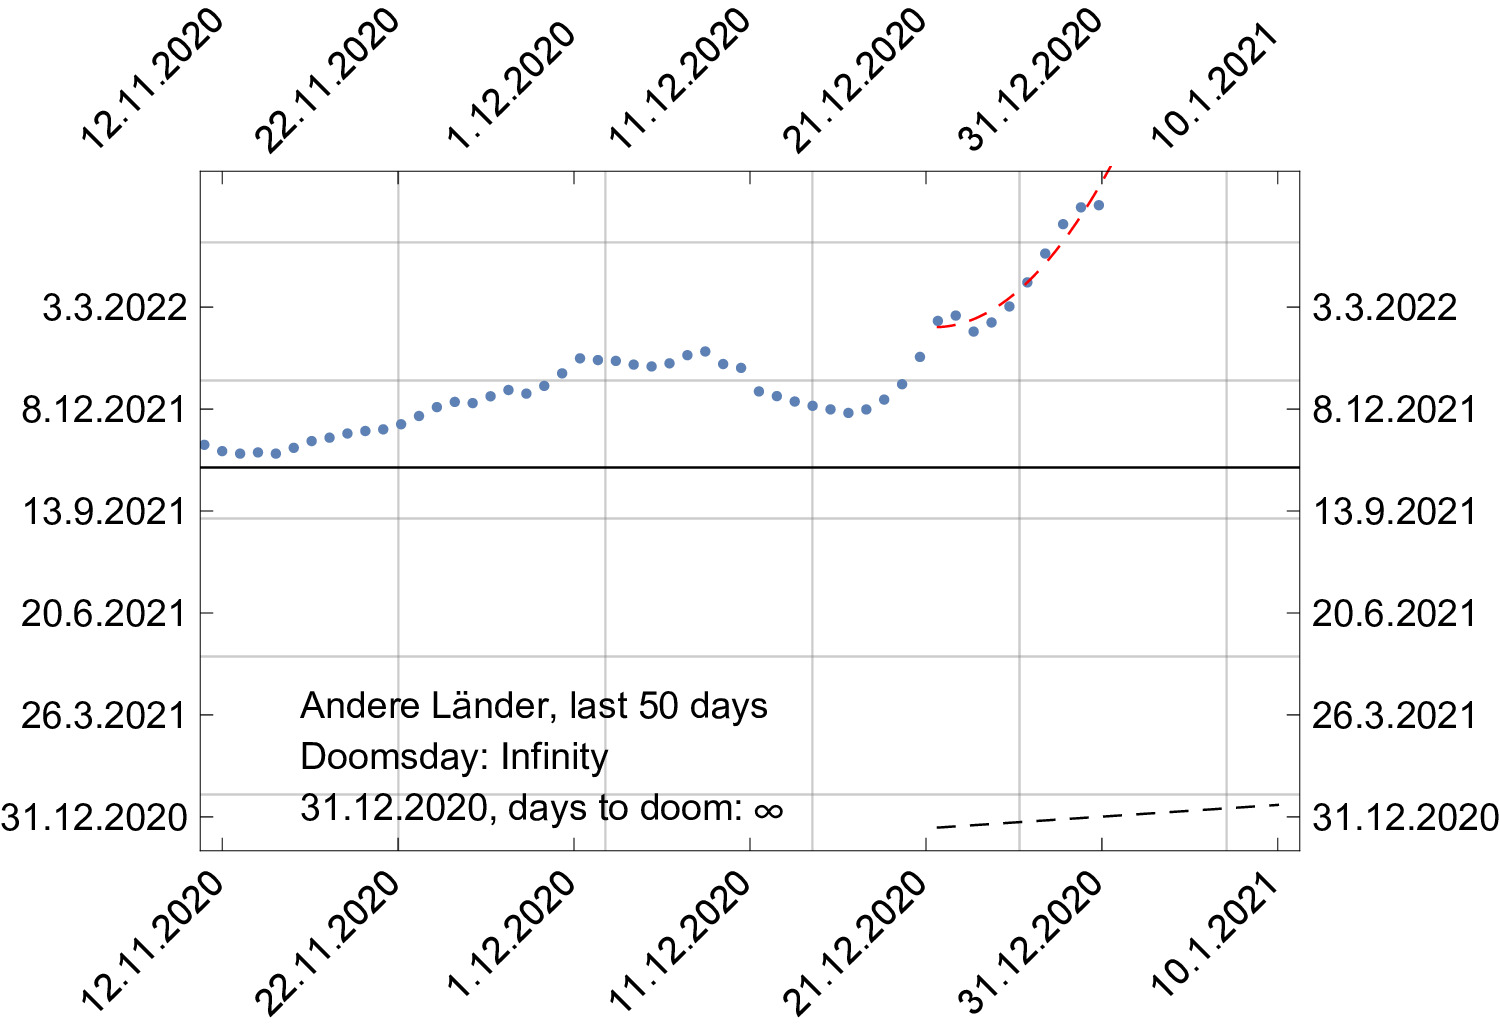 12.11.2020 22.11.2020 1.12.2020 11.12.2020 21.12.2020 31.12.2020 10.1.2021
3.3.2022 3.3.2022
8.12.2021 8.12.2021
13.9.2021 13.9.2021
20.6.2021 20.6.2021
Andere Länder, last 50 days
26.3.2021 26.3.2021
Doomsday: Infinity
31.12.2020, days to doom: ∞
31.12.2020 31.12.2020
12.11.2020 22.11.2020 1.12.2020 11.12.2020 21.12.2020 31.12.2020 10.1.2021